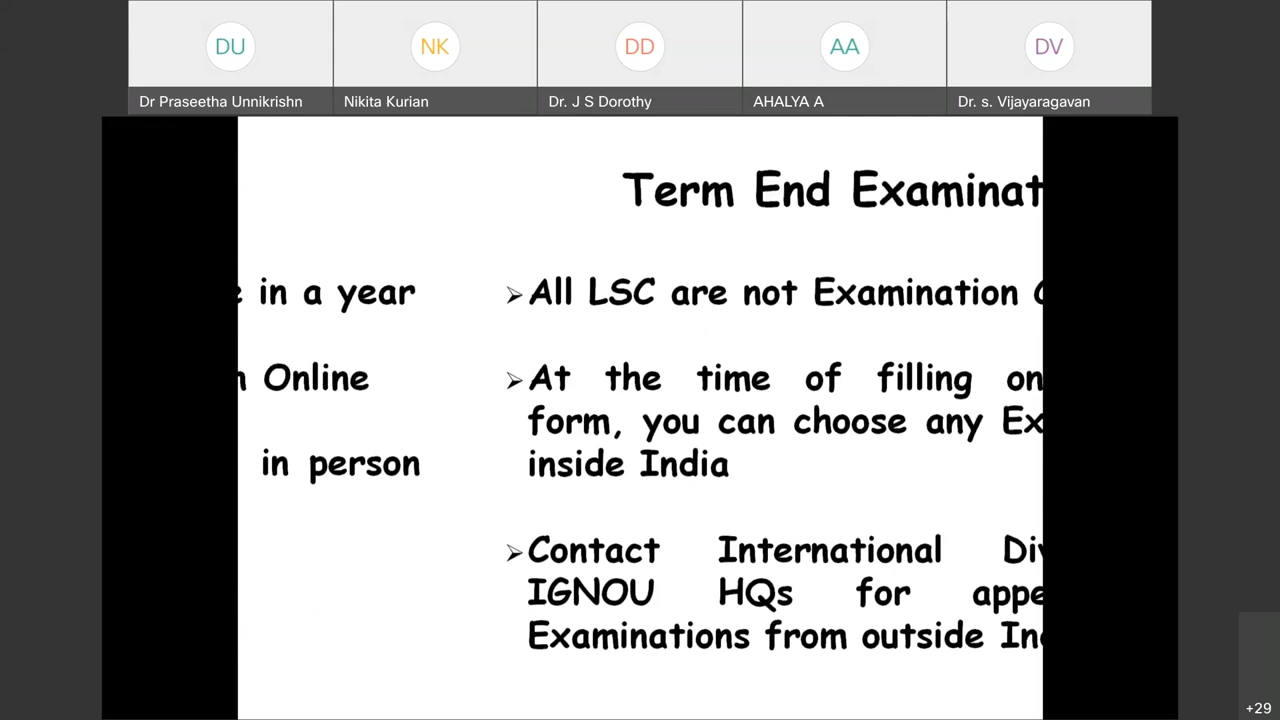 DU
NK
DD
AA
DV
Dr Praseetha Unnikrishn
Nikita Kurian
Dr. J S Dorothy
AHALYA A
Dr. s. Vijayaragavan
Term End Examinat
in a year
Online
in person
➢All LSC are not Examination
➢At the time of filling on
form, you can choose any Ex
inside India
➢Contact International Div
IGNOU HQs for appe
Examinations from outside Ind
+29